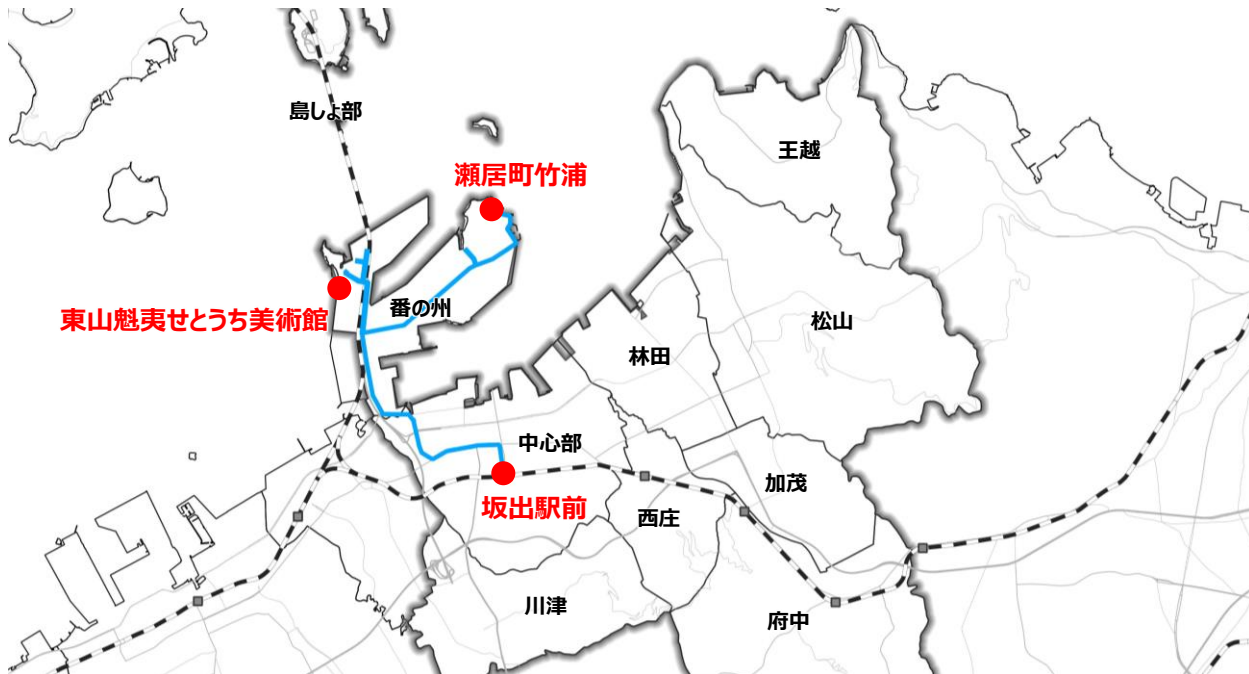 島しょ部
王越
瀬居町竹浦
番の州
東山魁夷せとうち美術館
松山
林田
中心部
加茂
坂出駅前
西庄
川津
府中